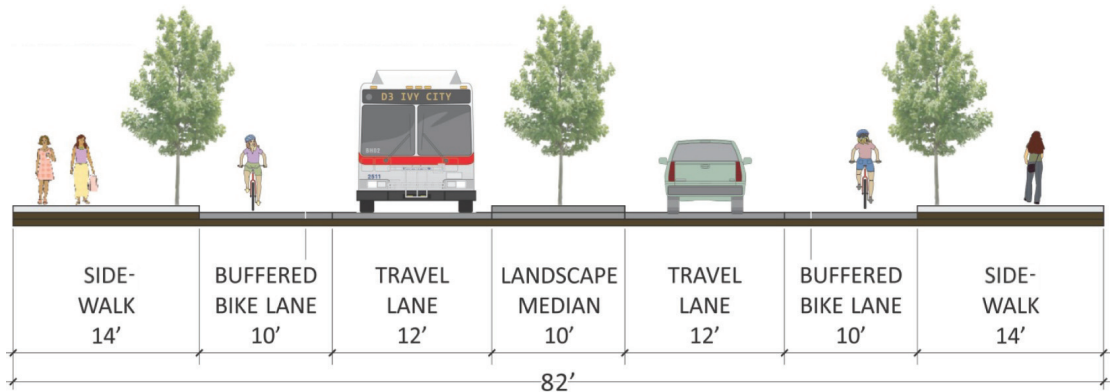 D3 IVY CITY
2811
SIDE-
WALK
14’
BUFFERED
BIKE LANE
10’
TRAVEL
LANE
12’
LANDSCAPE
MEDIAN
10’
TRAVEL
LANE
12’
BUFFERED
BIKE LANE
10’
SIDE-
WALK
14’
82’